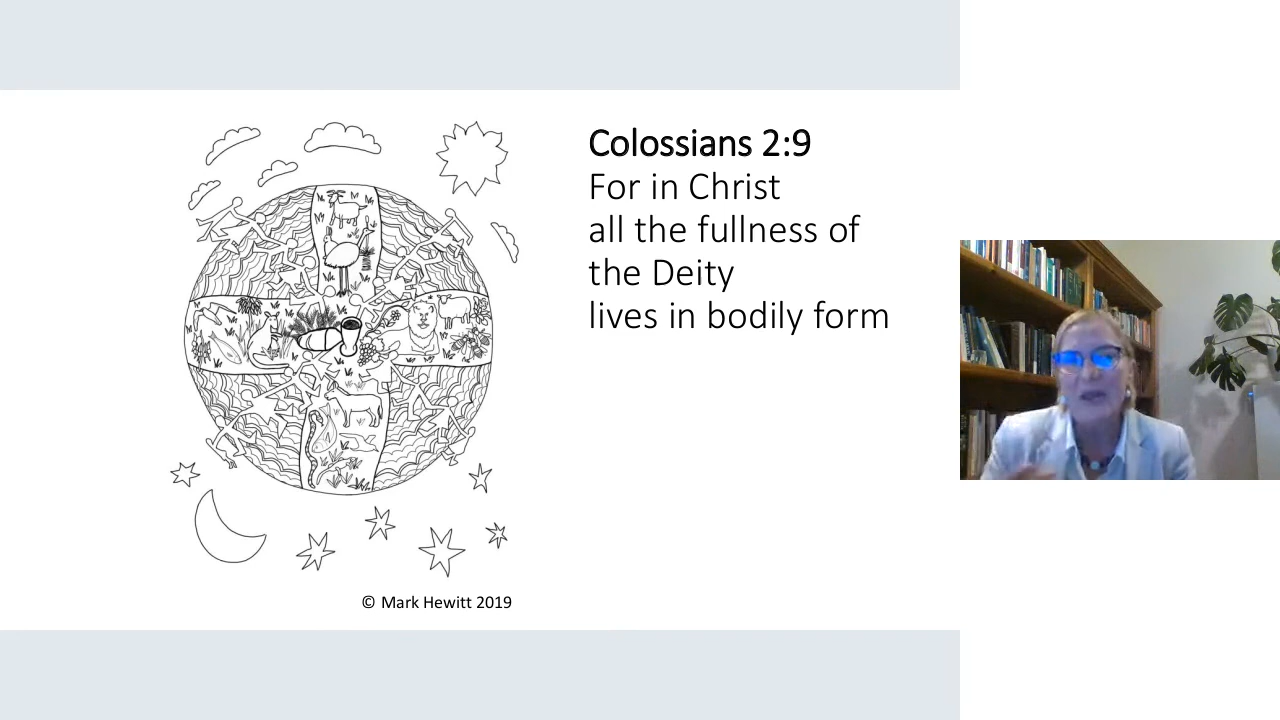 Colossians 2:9
For in Christ
all the fullness of
the Deity
lives in bodily form
© Mark Hewitt 2019